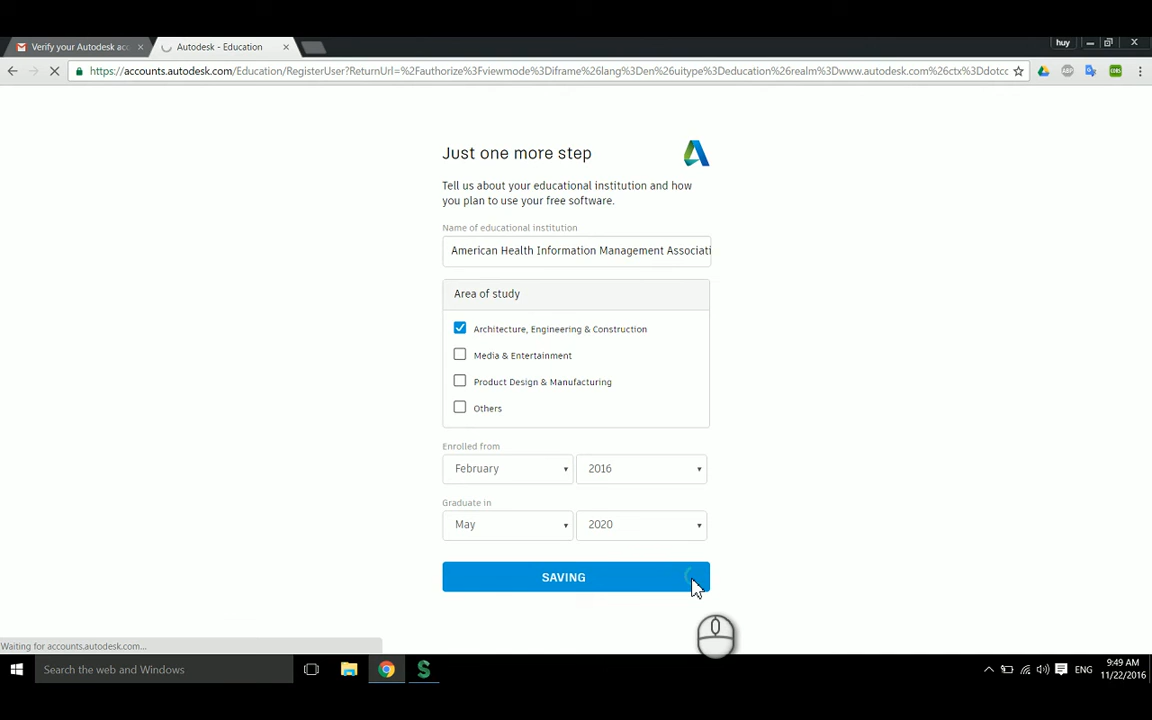 Verify your Autodesk acc
Autodesk - Education
huy
https://accounts.autodesk.com/Education/RegisterUser?ReturnUrl=%2Fauthorize%3Fviewmode%3Diframe%26lang%3Den%26uitype%3Deducation%26realm%3Dwww.autodesk.com%26ctx%3Ddotcc
ABP
CORS
Just one more step
Tell us about your educational institution and how
you plan to use your free software.
Name of educational institution
American Health Information Management Associati
Area of study
Architecture, Engineering & Construction
Media & Entertainment
Product Design & Manufacturing
Others
Enrolled from
February
2016
Graduate in
May
2020
SAVING
Waiting for accounts.autodesk.com...
Search the web and Windows
S
ENG
9:49 AM
11/22/2016